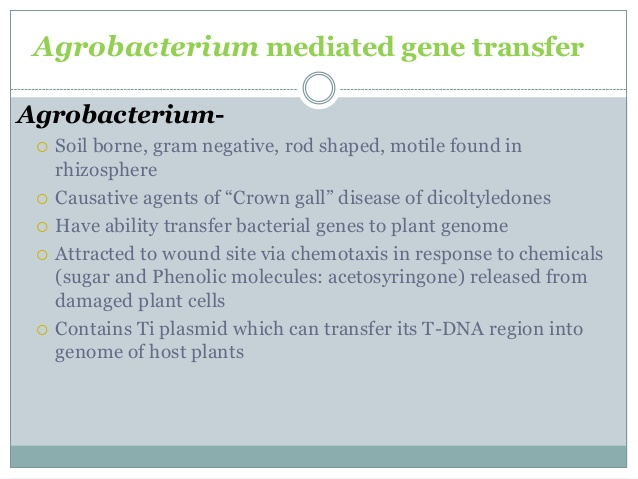 Agrobacterium mediated gene transfer
Agrobacterium-
Soil borne, gram negative, rod shaped, motile found in
rhizosphere
Causative agents of “Crown gall” disease of dicoltyledones
Have ability transfer bacterial genes to plant genome
Attracted to wound site via chemotaxis in response to chemicals
(sugar and Phenolic molecules: acetosyringone) released from
damaged plant cells
Contains Ti plasmid which can transfer its T-DNA region into
genome of host plants